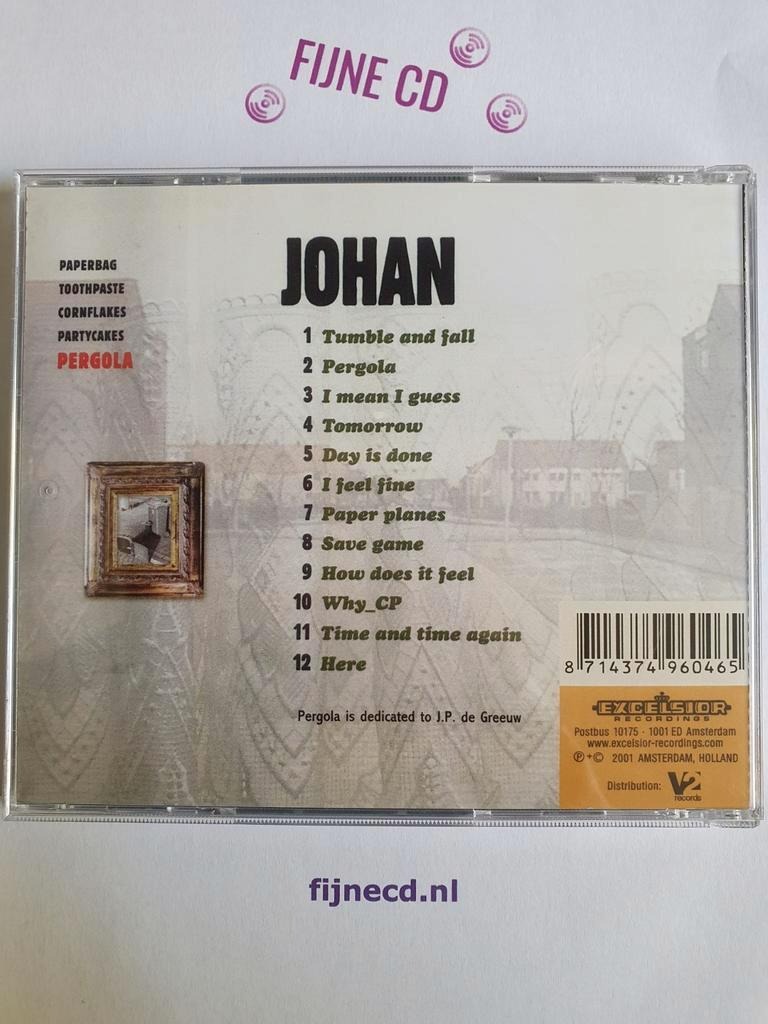 FIJNE CD
PAPERBAG
TOOTHPASTE
CORNFLAKES
PARTYCAKES
PERGOLA
JOHAN
1 Tumble and fall
2 Pergola
3 I mean I guess
4 Tomorrow
5 Day is done
6 I feel fine
7 Paper planes
8 Save game
9 How does it feel
10 Why_CP
11 Time and time again
12 Here
Pergola is dedicated to J.P. de Greeuw
8 714374 960465
EXCELSIOR
RECORDINGS
Postbus 10175 · 1001 ED Amsterdam
www.excelsior-recordings.com
℗+© 2001 AMSTERDAM, HOLLAND
Distribution: V2
records
fijnecd.nl